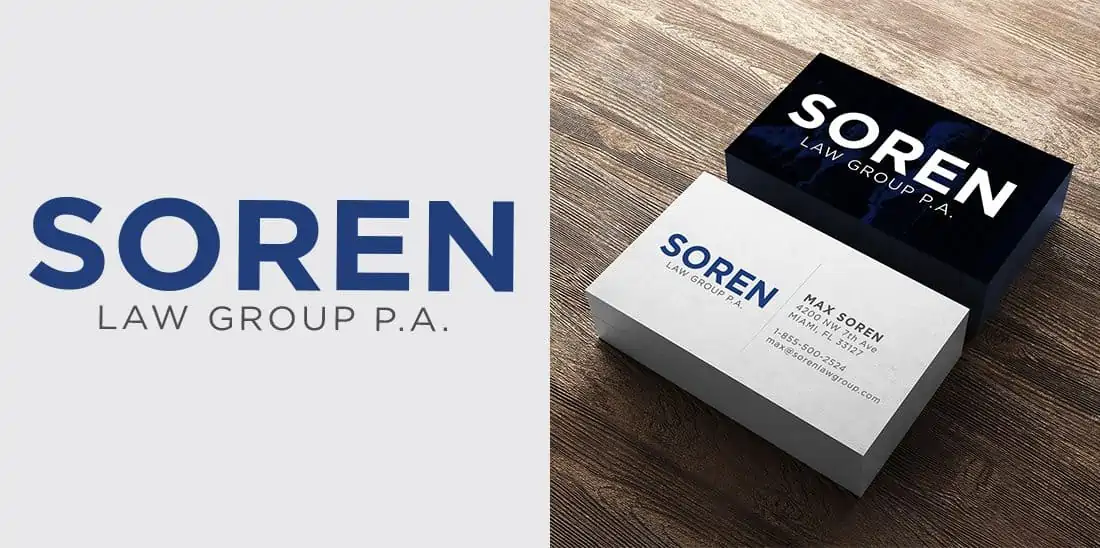 SOREN
LAW GROUP P.A.
SOREN
LAW GROUP P.A.
SOREN
LAW GROUP P.A.
MAX SOREN
4200 NW 7th Ave
MIAMI, FL 33127
1-855-500-2524
max@sorenlawgroup.com